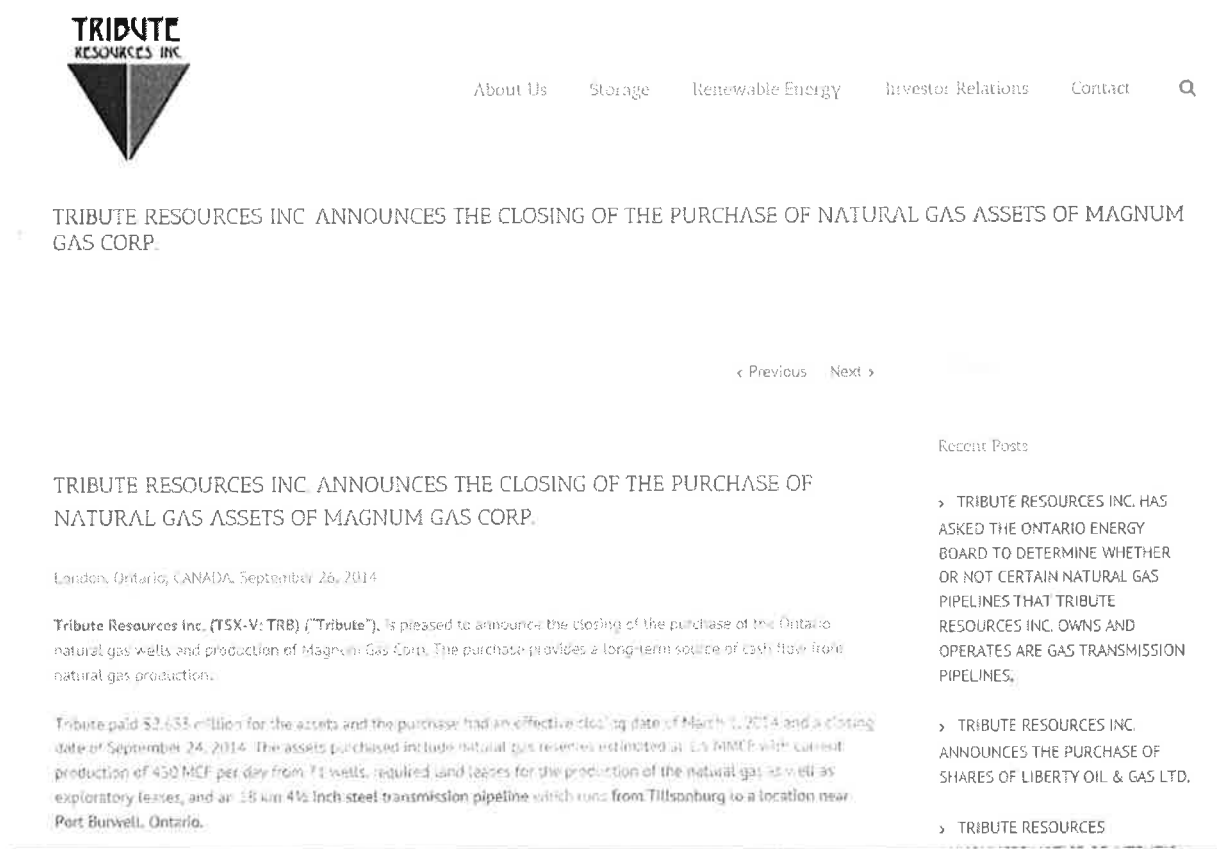 TRIBUTE
RESOURCES INC
About Us Storage Renewable Energy Investor Relations Contact
TRIBUTE RESOURCES INC ANNOUNCES THE CLOSING OF THE PURCHASE OF NATURAL GAS ASSETS OF MAGNUM
GAS CORP.
‹ Previous Next ›
TRIBUTE RESOURCES INC. ANNOUNCES THE CLOSING OF THE PURCHASE OF
NATURAL GAS ASSETS OF MAGNUM GAS CORP.
London, Ontario, CANADA, September 26, 2014
Tribute Resources Inc. (TSX-V: TRB) ("Tribute"), is pleased to announce the closing of the purchase of the Ontario
natural gas wells and production of Magnum Gas Corp. The purchase provides a long-term source of cash flow from
natural gas production.
Tribute paid million for the assets and the purchase had an effective closing date of March 1, 2014 and a closing
date of September 24, 2014. The assets purchased include natural gas reserves estimated at with current
production of 450 MCF per day from 71 wells, required land leases for the production of the natural gas as well as
exploratory leases, and an 18 km 4½ inch steel transmission pipeline which runs from Tillsonburg to a location near
Port Burwell, Ontario.
Recent Posts
› TRIBUTE RESOURCES INC. HAS
ASKED THE ONTARIO ENERGY
BOARD TO DETERMINE WHETHER
OR NOT CERTAIN NATURAL GAS
PIPELINES THAT TRIBUTE
RESOURCES INC. OWNS AND
OPERATES ARE GAS TRANSMISSION
PIPELINES.
› TRIBUTE RESOURCES INC.
ANNOUNCES THE PURCHASE OF
SHARES OF LIBERTY OIL & GAS LTD.
› TRIBUTE RESOURCES